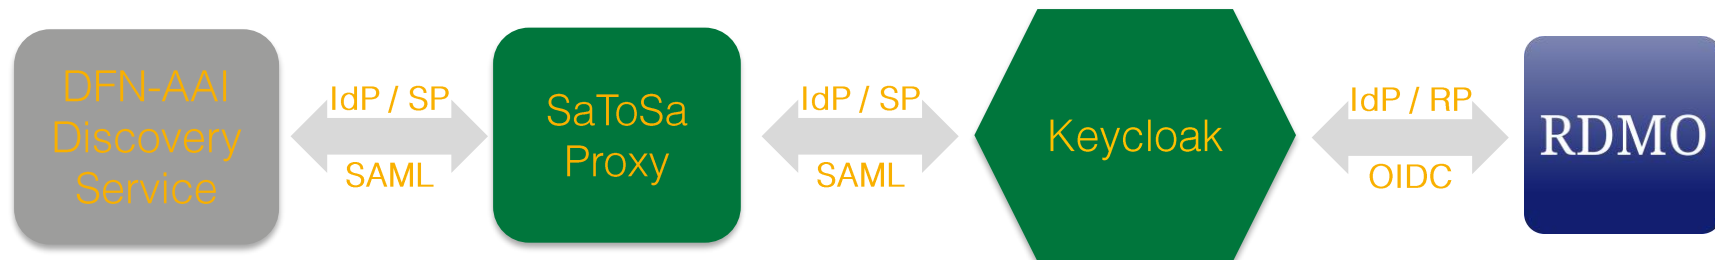 DFN-AAI
Discovery
Service
IdP / SP
SAML
SaToSa
Proxy
IdP / SP
SAML
Keycloak
IdP / RP
OIDC
RDMO